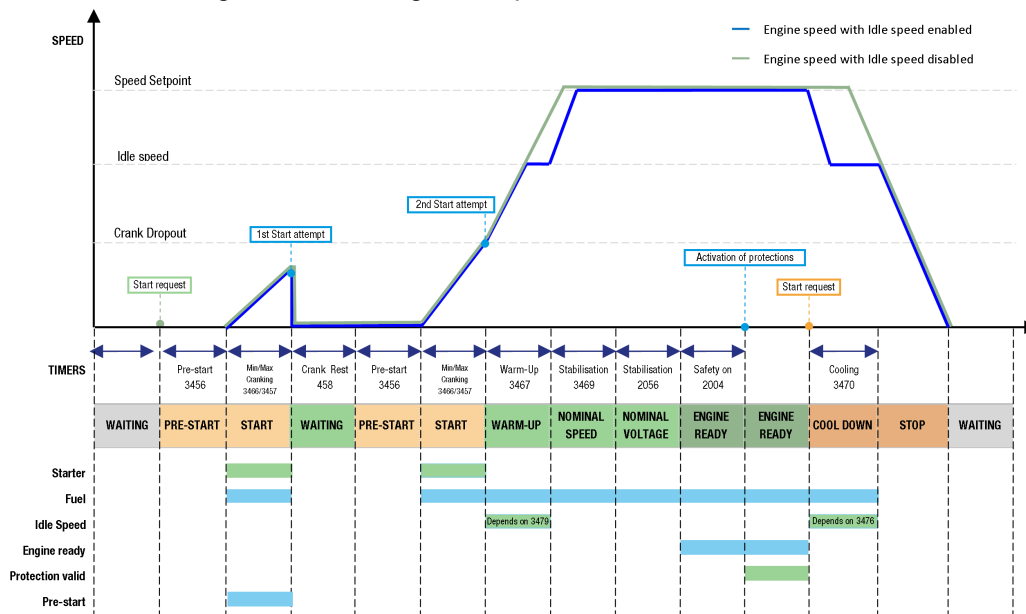 SPEED
Engine speed with Idle speed enabled
Engine speed with Idle speed disabled
Speed Setpoint
Idle speed
Crank Dropout
2nd Start attempt
1st Start attempt
Activation of protections
Start request
Start request
TIMERS
Pre-start
3456
Min/Max
Cranking
3466/3457
Crank Rest
458
Pre-start
3456
Min/Max
Cranking
3466/3457
Warm-Up
3467
Stabilisation
3469
Stabilisation
2056
Safety on
2004
Cooling
3470
WAITING
PRE-START
START
WAITING
PRE-START
START
WARM-UP
NOMINAL
SPEED
NOMINAL
VOLTAGE
ENGINE
READY
ENGINE
READY
COOL DOWN
STOP
WAITING
Starter
Fuel
Idle Speed
Depends on 3479
Depends on 3476
Engine ready
Protection valid
Pre-start